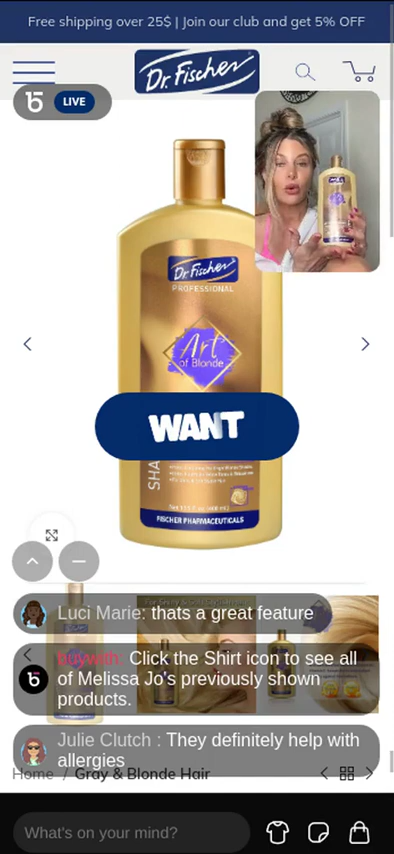 Free shipping over 25$ | Join our club and get 5% OFF
Dr. Fischer
LIVE
Dr. Fischer
PROFESSIONAL
Art
of Blonde
WANT
SHA
FISCHER PHARMACEUTICALS
Luci Marie: thats a great feature
buywith: Click the Shirt icon to see all
of Melissa Jo's previously shown
products.
Julie Clutch : They definitely help with
allergies
Home / Gray & Blonde Hair
What's on your mind?